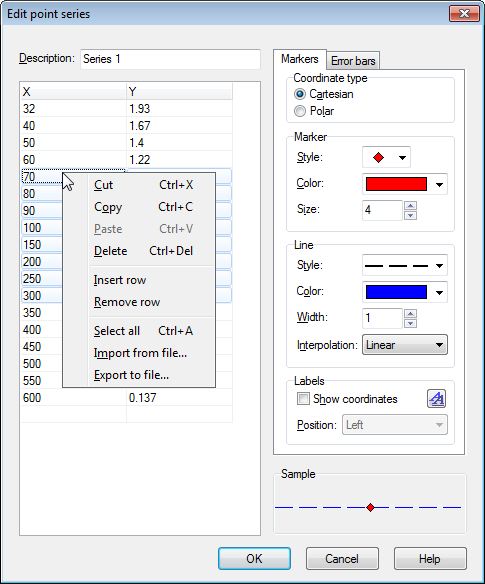 Edit point series
Description: Series 1
X Y
32 1.93
40 1.67
50 1.4
60 1.22
70
80
90
100
150
200
250
300
350
400
450
500
550
600 0.137
Cut Ctrl+X
Copy Ctrl+C
Paste Ctrl+V
Delete Ctrl+Del
Insert row
Remove row
Select all Ctrl+A
Import from file...
Export to file...
Markers Error bars
Coordinate type
Cartesian
Polar
Marker
Style:
Color:
Size: 4
Line
Style:
Color:
Width: 1
Interpolation: Linear
Labels
Show coordinates
Position: Left
Sample
OK Cancel Help